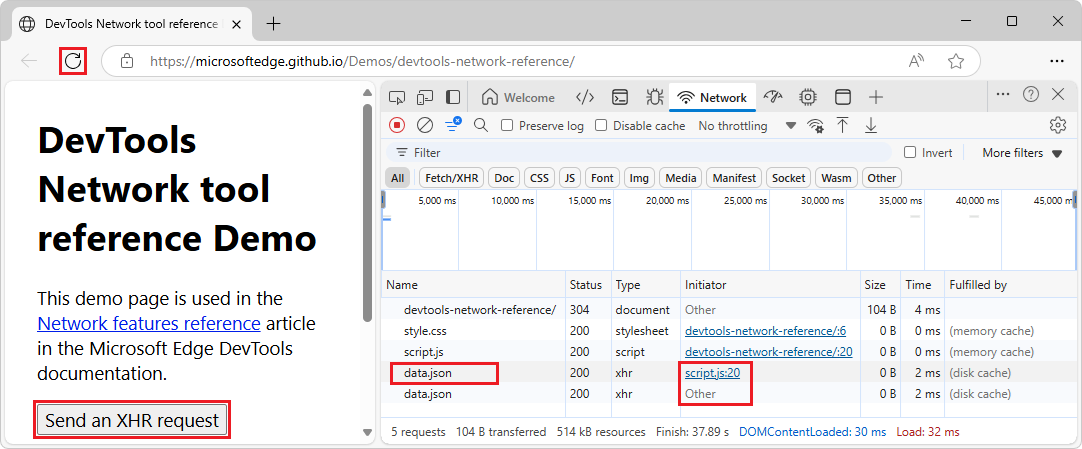 DevTools Network tool reference
https://microsoftedge.github.io/Demos/devtools-network-reference/
DevTools
Network tool
reference Demo
This demo page is used in the
Network features reference article
in the Microsoft Edge DevTools
documentation.
Send an XHR request
Welcome
Network
Preserve log
Disable cache
No throttling
Filter
Invert
More filters
All Fetch/XHR Doc CSS JS Font Img Media Manifest Socket Wasm Other
5,000 ms 10,000 ms 15,000 ms 20,000 ms 25,000 ms 30,000 ms 35,000 ms 40,000 ms 45,000 m
Name Status Type Initiator Size Time Fulfilled by
devtools-network-reference/ 304 document Other 104 B 4 ms
style.css 200 stylesheet devtools-network-reference/:6 0 B 0 ms (memory cache)
script.js 200 script devtools-network-reference/:20 0 B 0 ms (memory cache)
data.json 200 xhr script.js:20 0 B 2 ms (disk cache)
data.json 200 xhr Other 0 B 2 ms (disk cache)
5 requests 104 B transferred 514 kB resources Finish: 37.89 s DOMContentLoaded: 30 ms Load: 32 ms